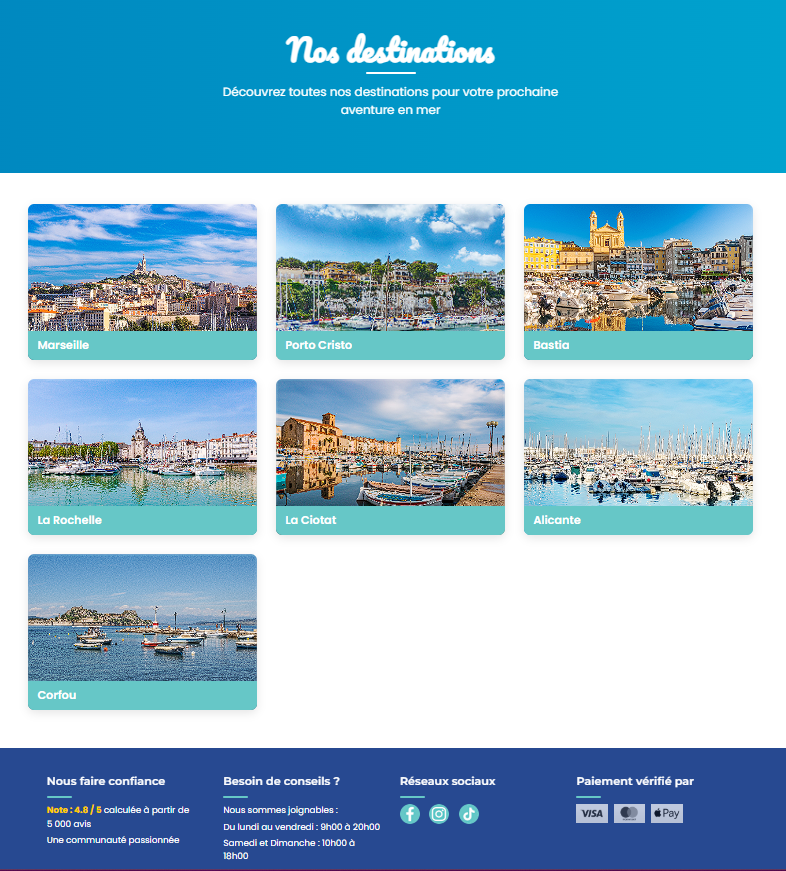 Nos destinations
Découvrez toutes nos destinations pour votre prochaine
aventure en mer
Marseille
Porto Cristo
Bastia
La Rochelle
La Ciotat
Alicante
Corfou
Nous faire confiance
Note : 4.8 / 5 calculée à partir de
5 000 avis
Une communauté passionnée
Besoin de conseils ?
Nous sommes joignables :
Du lundi au vendredi : 9h00 à 20h00
Samedi et Dimanche : 10h00 à
18h00
Réseaux sociaux
Paiement vérifié par
VISA
Pay